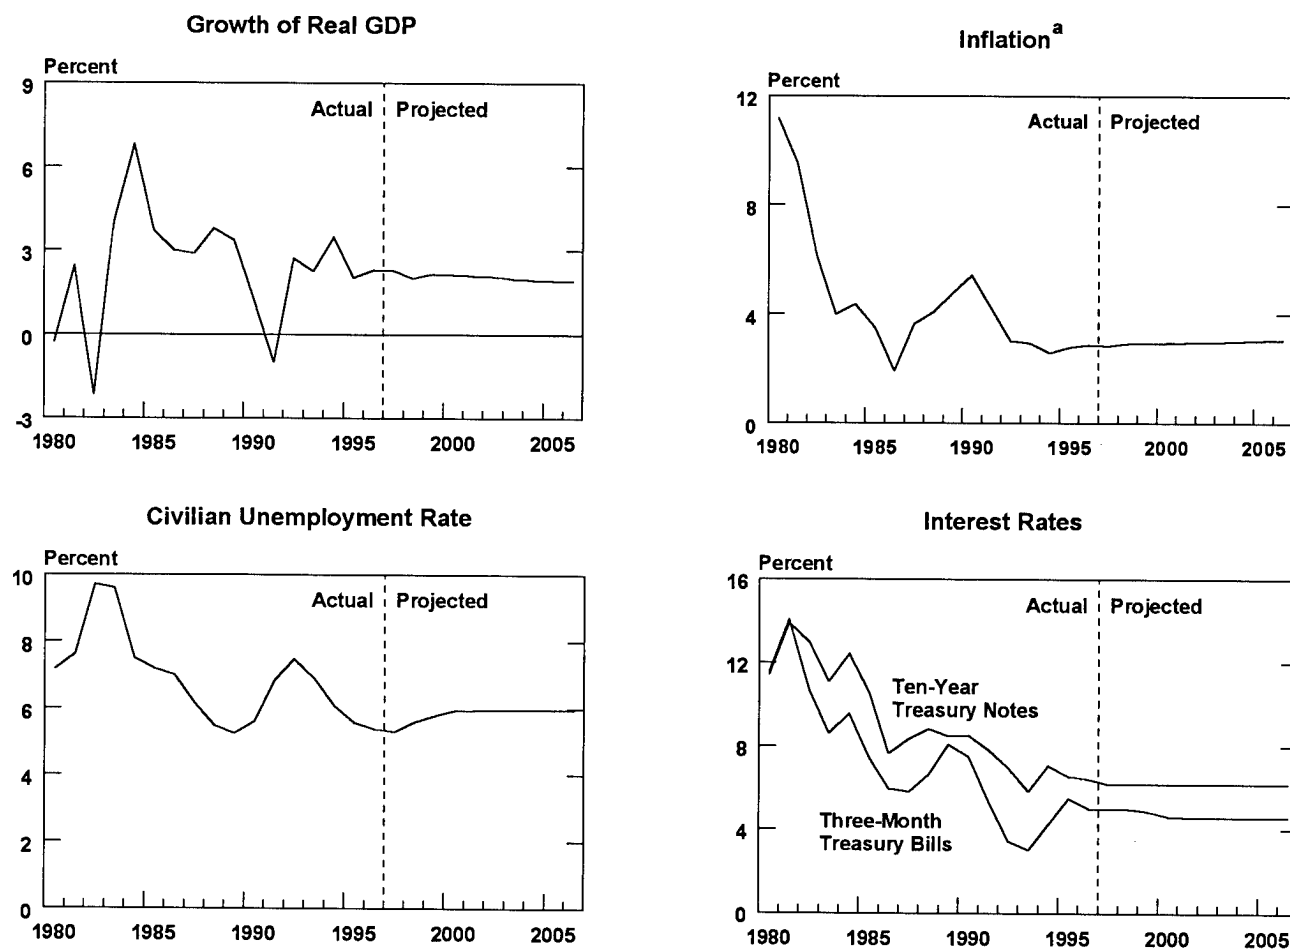 Growth of Real GDP
Percent
9
6
3
0
-3
Actual
Projected
1980
1985
1990
1995
2000
2005
Inflationa
Percent
12
8
4
0
Actual
Projected
1980
1985
1990
1995
2000
2005
Civilian Unemployment Rate
Percent
10
8
6
4
2
0
Actual
Projected
1980
1985
1990
1995
2000
2005
Interest Rates
Percent
16
12
8
4
0
Actual
Projected
Ten-Year
Treasury Notes
Three-Month
Treasury Bills
1980
1985
1990
1995
2000
2005